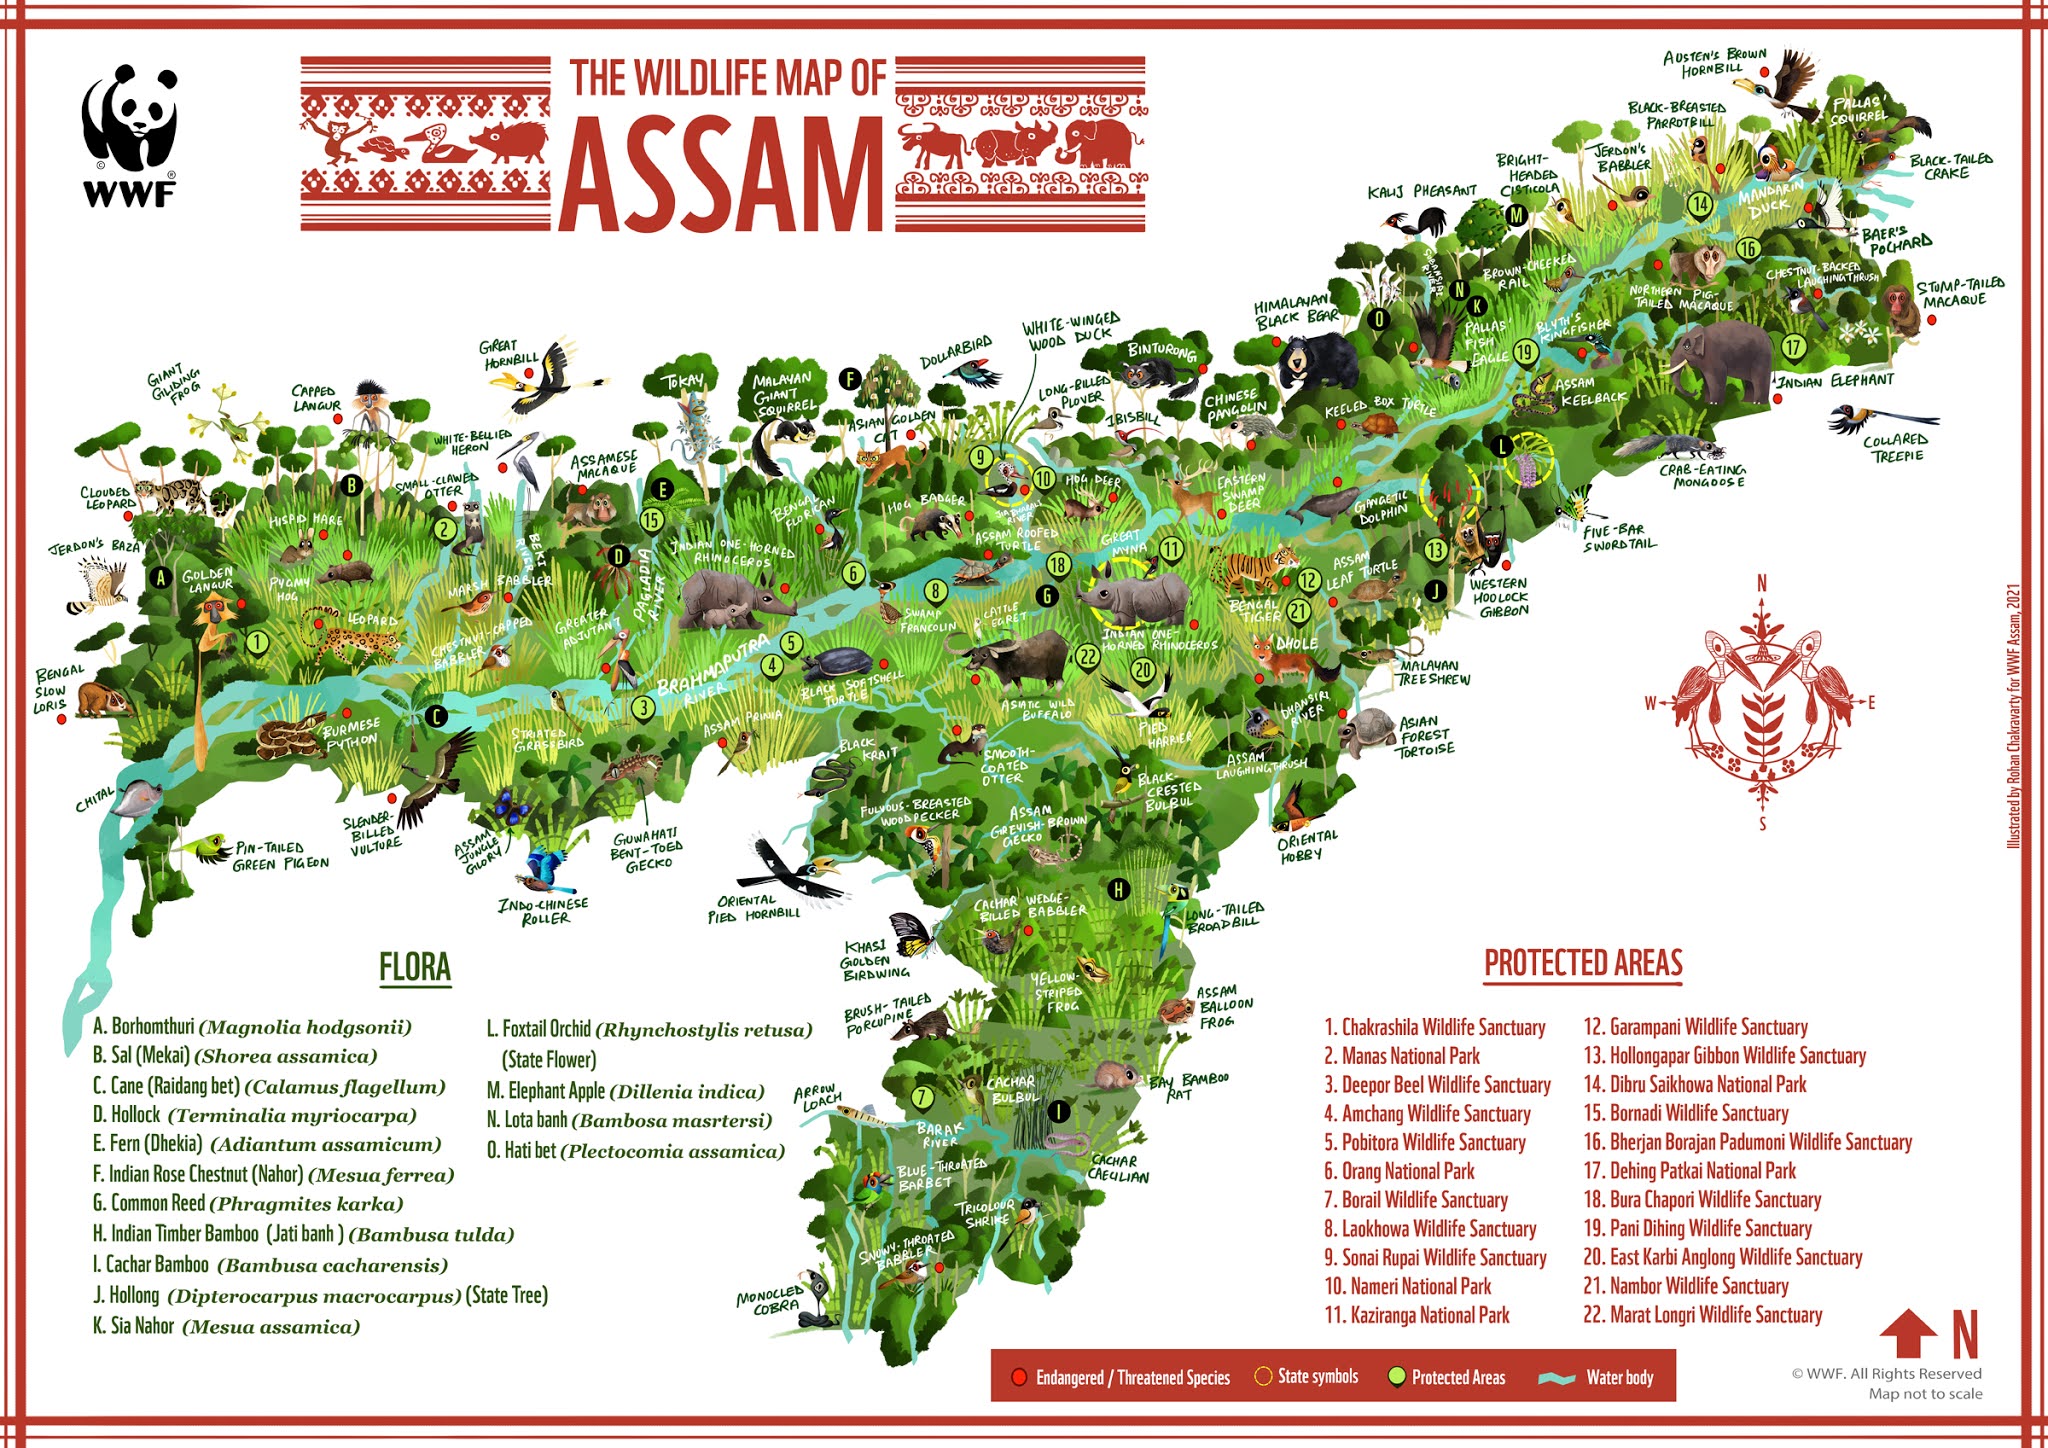 THE WILDLIFE MAP OF
ASSAM
© ®
WWF
AUSTEN'S BROWN
HORNBILL
PALLAS'
SQUIRREL
BLACK-BREASTED
PARROTBILL
JERDON'S
BABBLER
BLACK-TAILED
CRAKE
BRIGHT-
HEADED
CISTICOLA
KALIJ PHEASANT
M
14
MANDARIN
DUCK
BAER'S
POCHARD
16
SUBANSIRI
RIVER
BROWN-CHEEKED
RAIL
NORTHERN PIG-
TAILED MACAQUE
CHESTNUT-BACKED
LAUGHINGTHRUSH
STUMP-TAILED
MACAQUE
HIMALAYAN
BLACK BEAR
O
N
K
PALLAS'
FISH
EAGLE
BLYTH'S
KINGFISHER
19
17
INDIAN ELEPHANT
COLLARED
TREEPIE
ASSAM
KEELBACK
CRAB-EATING
MONGOOSE
L
FIVE-BAR
SWORDTAIL
GIANT
GLIDING
FROG
CAPPED
LANGUR
GREAT
HORNBILL
TOKAY
MALAYAN
GIANT
SQUIRREL
F
DOLLARBIRD
WHITE-WINGED
WOOD DUCK
LONG-BILLED
PLOVER
BINTURONG
IBISBILL
CHINESE
PANGOLIN
KEELED BOX TURTLE
ASIAN GOLDEN
CAT
WHITE-BELLIED
HERON
ASSAMESE
MACAQUE
CLOUDED
LEOPARD
B
SMALL-CLAWED
OTTER
2
E
15
BENGAL
FLORICAN
HOG BADGER
9
10
JIA BHARALI
RIVER
HOG DEER
EASTERN
SWAMP
DEER
GANGETIC
DOLPHIN
13
WESTERN
HOOLOCK
GIBBON
J
JERDON'S BAZA
A
HISPID HARE
PYGMY
HOG
GOLDEN
LANGUR
BEKI
RIVER
MARSH BABBLER
D
PAGLADIA
RIVER
INDIAN ONE-HORNED
RHINOCEROS
6
ASSAM ROOFED
TURTLE
18
GREAT
MYNA
11
G
8
12
21
BENGAL
TIGER
ASSAM
LEAF TURTLE
LEOPARD
1
CHESTNUT-CAPPED
BABBLER
GREATER
ADJUTANT
SWAMP
FRANCOLIN
CATTLE
EGRET
INDIAN ONE-
HORNED RHINOCEROS
DHOLE
MALAYAN
TREESHREW
BENGAL
SLOW
LORIS
BRAHMAPUTRA
RIVER
5
4
BLACK SOFTSHELL
TURTLE
22
20
BURMESE
PYTHON
C
STRIATED
GRASSBIRD
3
ASSAM PRINIA
ASIATIC WILD
BUFFALO
PIED
HARRIER
DHANSIRI
RIVER
ASSAM
LAUGHINGTHRUSH
ASIAN
FOREST
TORTOISE
CHITAL
SLENDER-
BILLED
VULTURE
ASSAM
JUNGLE
GLORY
GUWAHATI
BENT-TOED
GECKO
BLACK
KRAIT
SMOOTH-
COATED
OTTER
BLACK-
CRESTED
BULBUL
ORIENTAL
HOBBY
PIN-TAILED
GREEN PIGEON
INDO-CHINESE
ROLLER
ORIENTAL
PIED HORNBILL
FULVOUS-BREASTED
WOODPECKER
ASSAM
GREYISH-BROWN
GECKO
H
CACHAR WEDGE-
BILLED BABBLER
LONG-TAILED
BROADBILL
KHASI
GOLDEN
BIRDWING
YELLOW-
STRIPED
FROG
ASSAM
BALLOON
FROG
BRUSH-TAILED
PORCUPINE
BAY BAMBOO
RAT
ARROW
LOACH
7
CACHAR
BULBUL
I
BARAK
RIVER
CACHAR
CAECILIAN
BLUE-THROATED
BARBET
TRICOLOUR
SHRIKE
SNOWY-THROATED
BABBLER
MONOCLED
COBRA
N
W
E
S
Illustrated by Rohan Chakravarty for WWF Assam, 2021
FLORA
A. Borhomthuri (Magnolia hodgsonii)
B. Sal (Mekai) (Shorea assamica)
C. Cane (Raidang bet) (Calamus flagellum)
D. Hollock (Terminalia myriocarpa)
E. Fern (Dhekia) (Adiantum assamicum)
F. Indian Rose Chestnut (Nahor) (Mesua ferrea)
G. Common Reed (Phragmites karka)
H. Indian Timber Bamboo (Jati banh ) (Bambusa tulda)
I. Cachar Bamboo (Bambusa cacharensis)
J. Hollong (Dipterocarpus macrocarpus) (State Tree)
K. Sia Nahor (Mesua assamica)
L. Foxtail Orchid (Rhynchostylis retusa)
(State Flower)
M. Elephant Apple (Dillenia indica)
N. Lota banh (Bambosa masrtersi)
O. Hati bet (Plectocomia assamica)
PROTECTED AREAS
1. Chakrashila Wildlife Sanctuary
2. Manas National Park
3. Deepor Beel Wildlife Sanctuary
4. Amchang Wildlife Sanctuary
5. Pobitora Wildlife Sanctuary
6. Orang National Park
7. Borail Wildlife Sanctuary
8. Laokhowa Wildlife Sanctuary
9. Sonai Rupai Wildlife Sanctuary
10. Nameri National Park
11. Kaziranga National Park
12. Garampani Wildlife Sanctuary
13. Hollongapar Gibbon Wildlife Sanctuary
14. Dibru Saikhowa National Park
15. Bornadi Wildlife Sanctuary
16. Bherjan Borajan Padumoni Wildlife Sanctuary
17. Dehing Patkai National Park
18. Bura Chapori Wildlife Sanctuary
19. Pani Dihing Wildlife Sanctuary
20. East Karbi Anglong Wildlife Sanctuary
21. Nambor Wildlife Sanctuary
22. Marat Longri Wildlife Sanctuary
N
Endangered / Threatened Species
State symbols
Protected Areas
Water body
© WWF. All Rights Reserved
Map not to scale